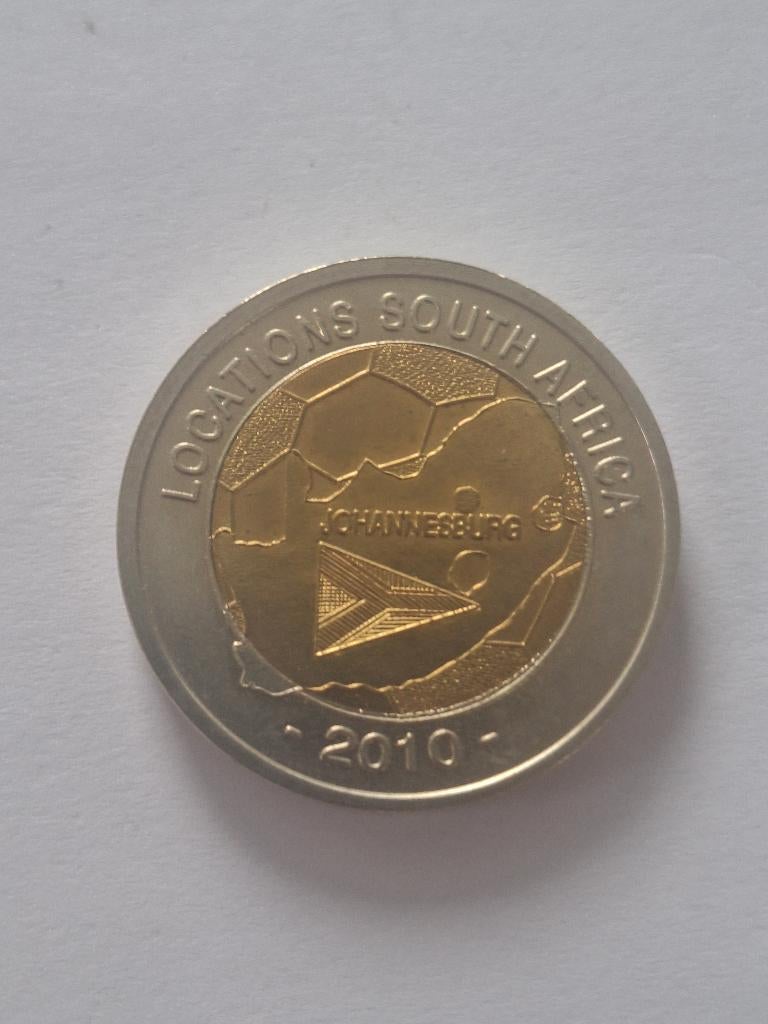 LOCATIONS SOUTH AFRICA
JOHANNESBURG
- 2010 -